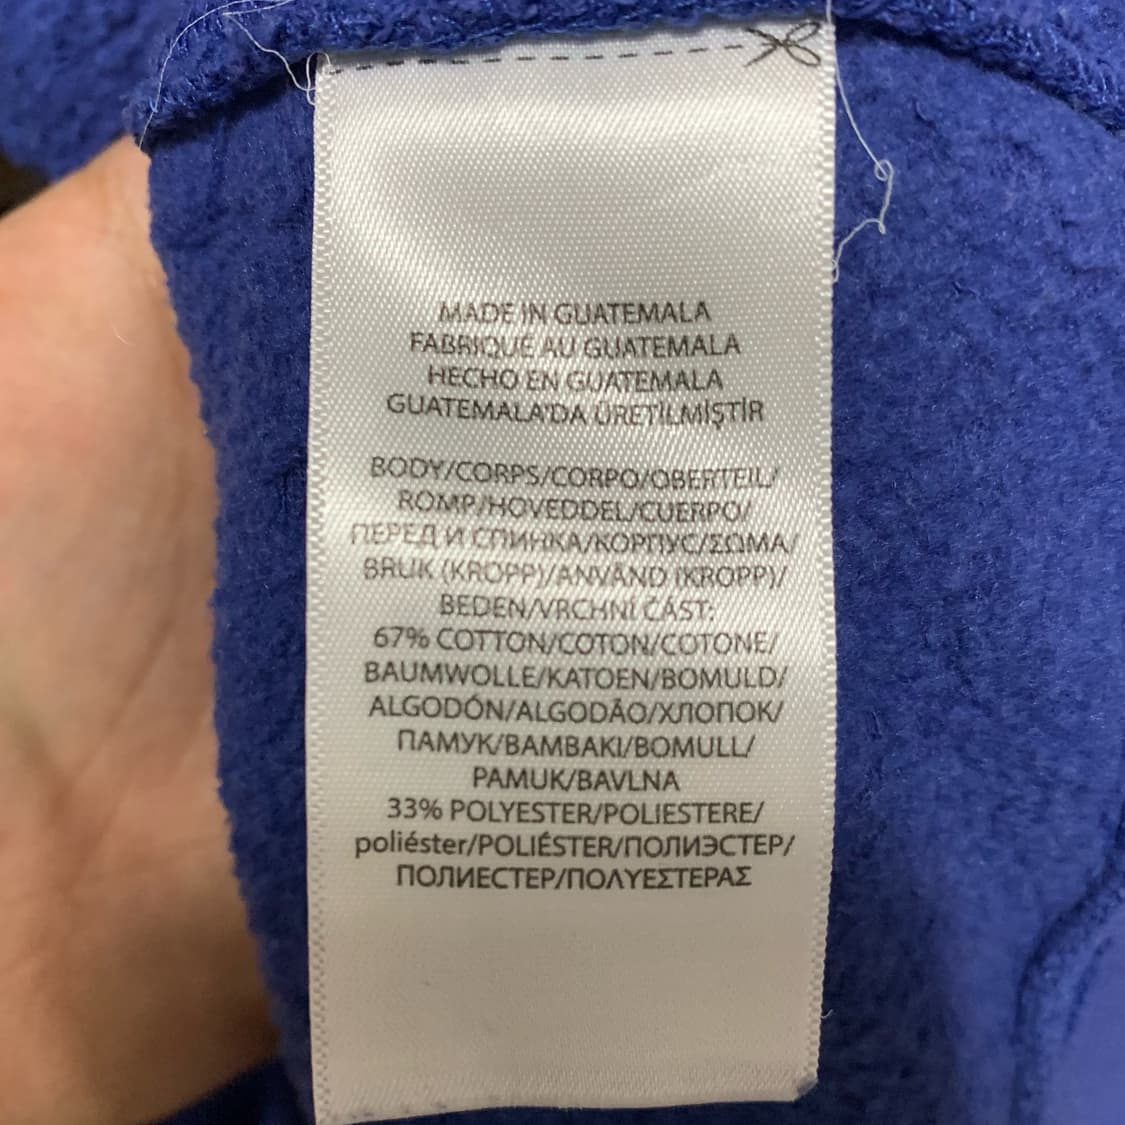 MADE IN GUATEMALA
FABRIQUÉ AU GUATEMALA
HECHO EN GUATEMALA
GUATEMALA'DA ÜRETİLMİŞTİR
BODY/CORPS/CORPO/OBERTEIL/
ROMP/HOVEDDEL/CUERPO/
ПЕРЕД И СПИНКА/КОРПУС/ΣΩΜΑ/
BRUK (KROPP)/ANVÄND (KROPP)/
BEDEN/VRCHNÍ ČÁST:
67% COTTON/COTON/COTONE/
BAUMWOLLE/KATOEN/BOMULD/
ALGODÓN/ALGODÃO/ХЛОПОК/
ПАМУК/ΒΑΜΒΑΚΙ/BOMULL/
PAMUK/BAVLNA
33% POLYESTER/POLIESTERE/
poliéster/POLIÉSTER/ПОЛИЭСТЕР/
ПОЛИЕСТЕР/ΠΟΛΥΕΣΤΕΡΑΣ